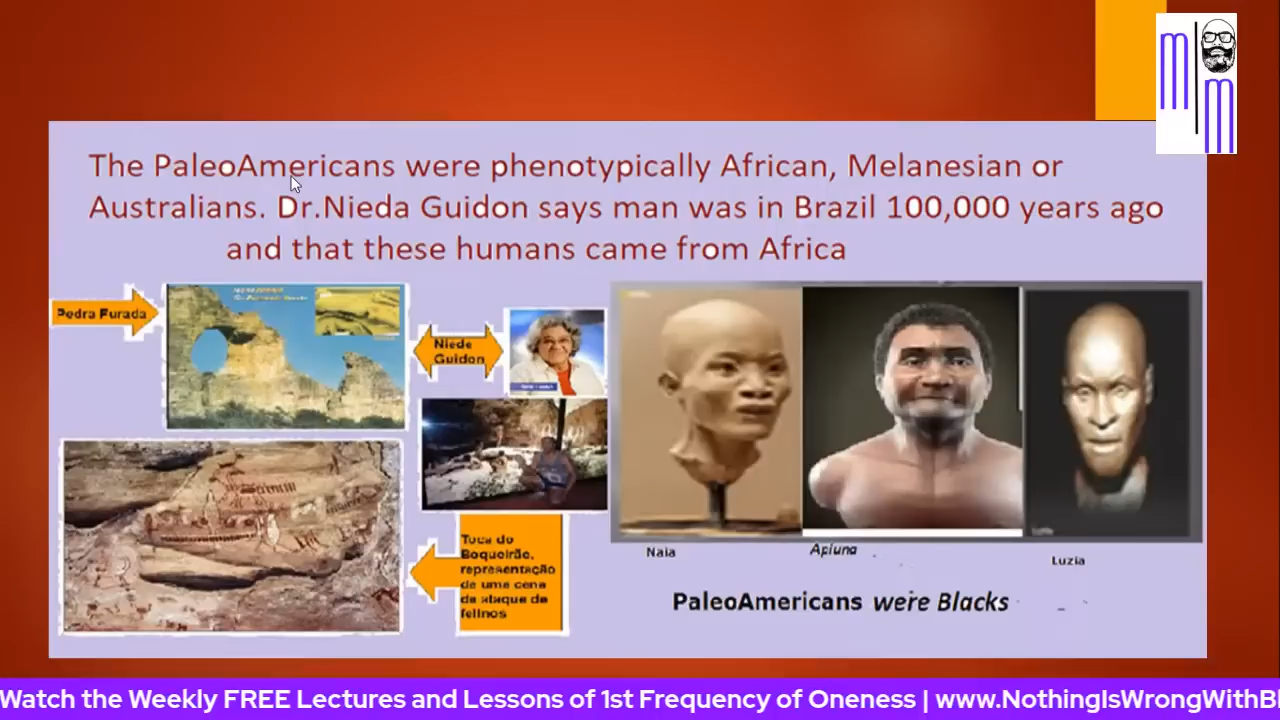 The PaleoAmericans were phenotypically African, Melanesian or
Australians. Dr.Nieda Guidon says man was in Brazil 100,000 years ago
and that these humans came from Africa
Pedra Furada
Niede
Guidon
Toca do
Boqueirão,
representação
de uma cena
de ataque de
felinos
Naia
Apiuna
Luzia
PaleoAmericans were Blacks
m
m
Watch the Weekly FREE Lectures and Lessons of 1st Frequency of Oneness | www.NothingIsWrongWithB